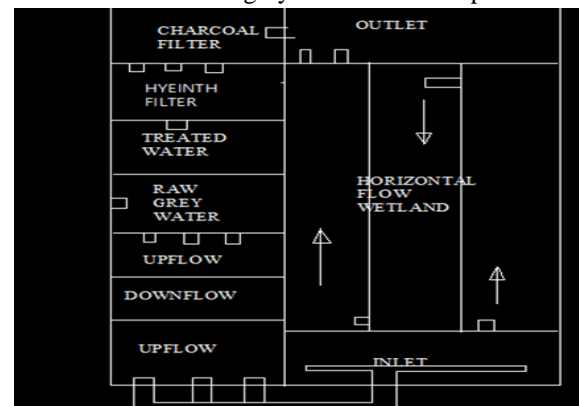 CHARCOAL
FILTER
OUTLET
HYEINTH
FILTER
TREATED
WATER
RAW
GREY
WATER
HORIZONTAL
FLOW
WETLAND
UPFLOW
DOWNFLOW
UPFLOW
INLET